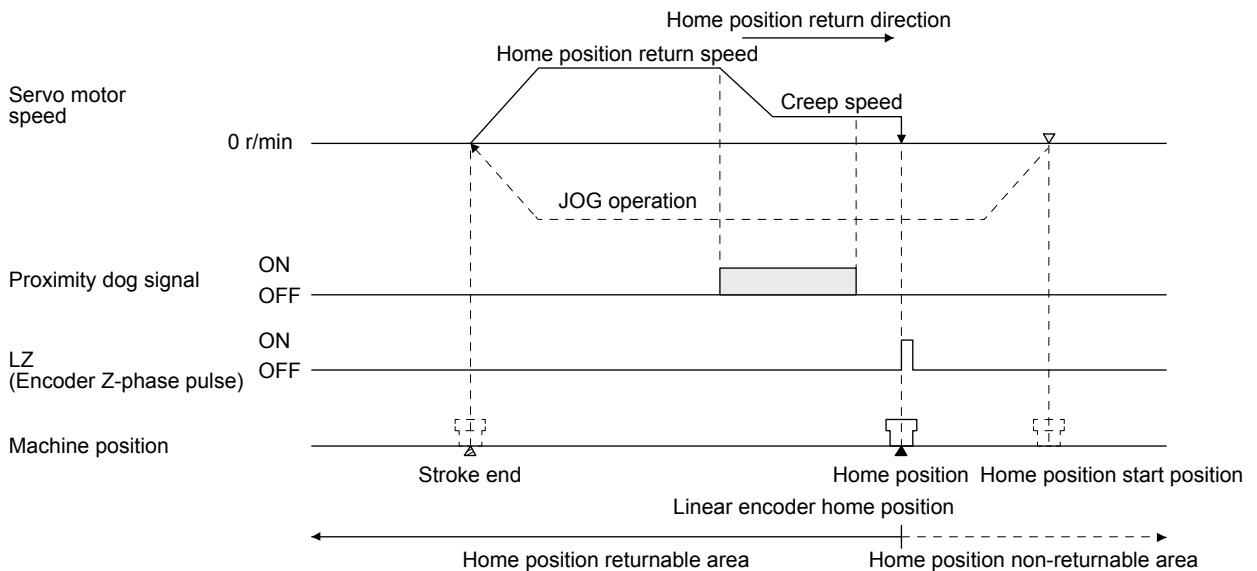 Home position return direction
Home position return speed
Servo motor
speed
Creep speed
0 r/min
JOG operation
Proximity dog signal
ON
OFF
LZ
(Encoder Z-phase pulse)
ON
OFF
Machine position
Stroke end
Home position
Home position start position
Linear encoder home position
Home position returnable area
Home position non-returnable area